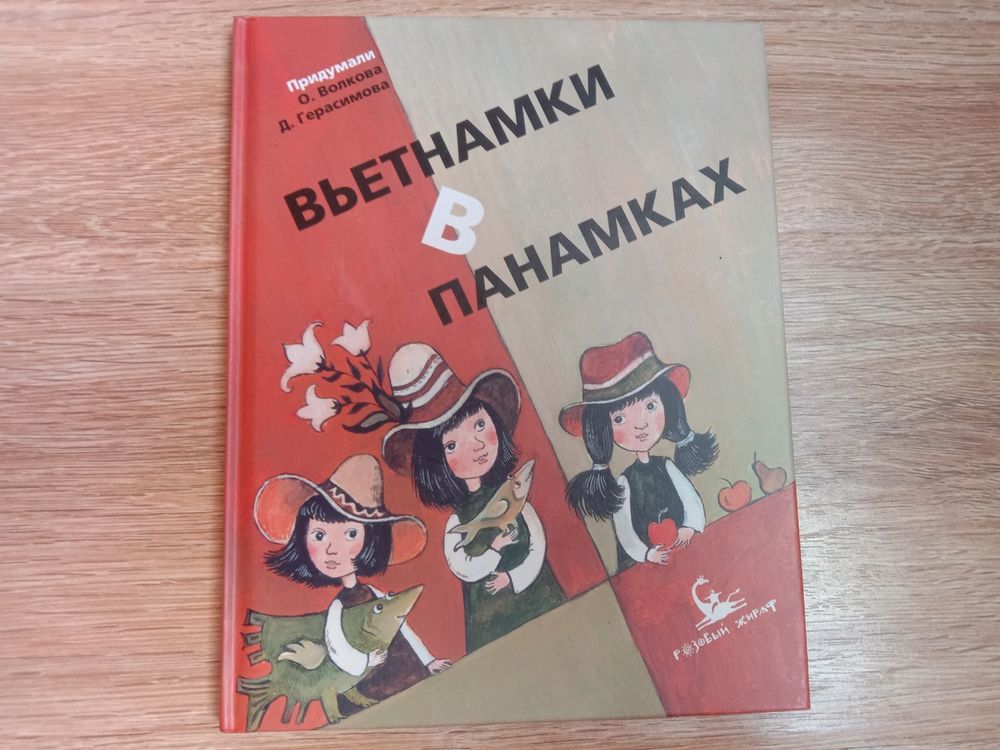 Придумали
О. Волкова
Д. Герасимова
ВЬЕТНАМКИ
В
ПАНАМКАХ
РОЗОВЫЙ ЖИРАФ